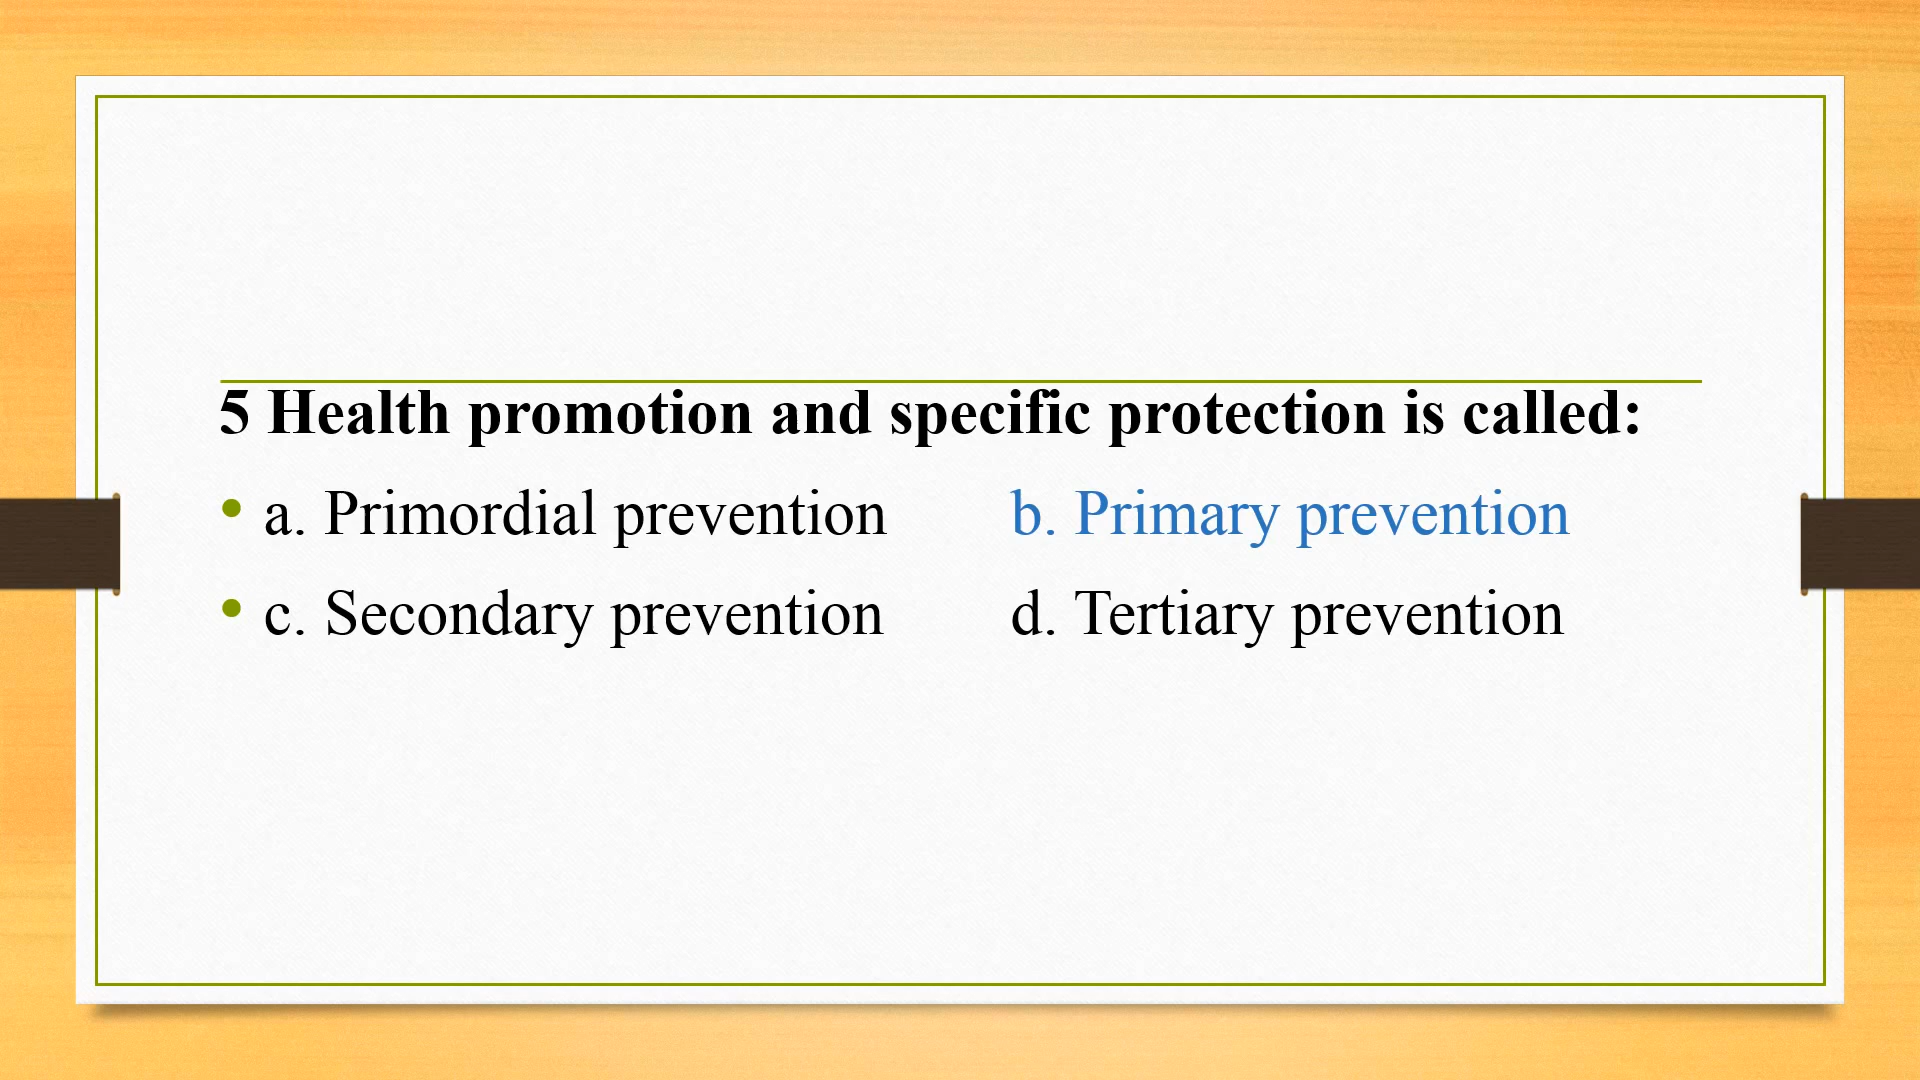 5 Health promotion and specific protection is called:
• a. Primordial prevention b. Primary prevention
• c. Secondary prevention d. Tertiary prevention